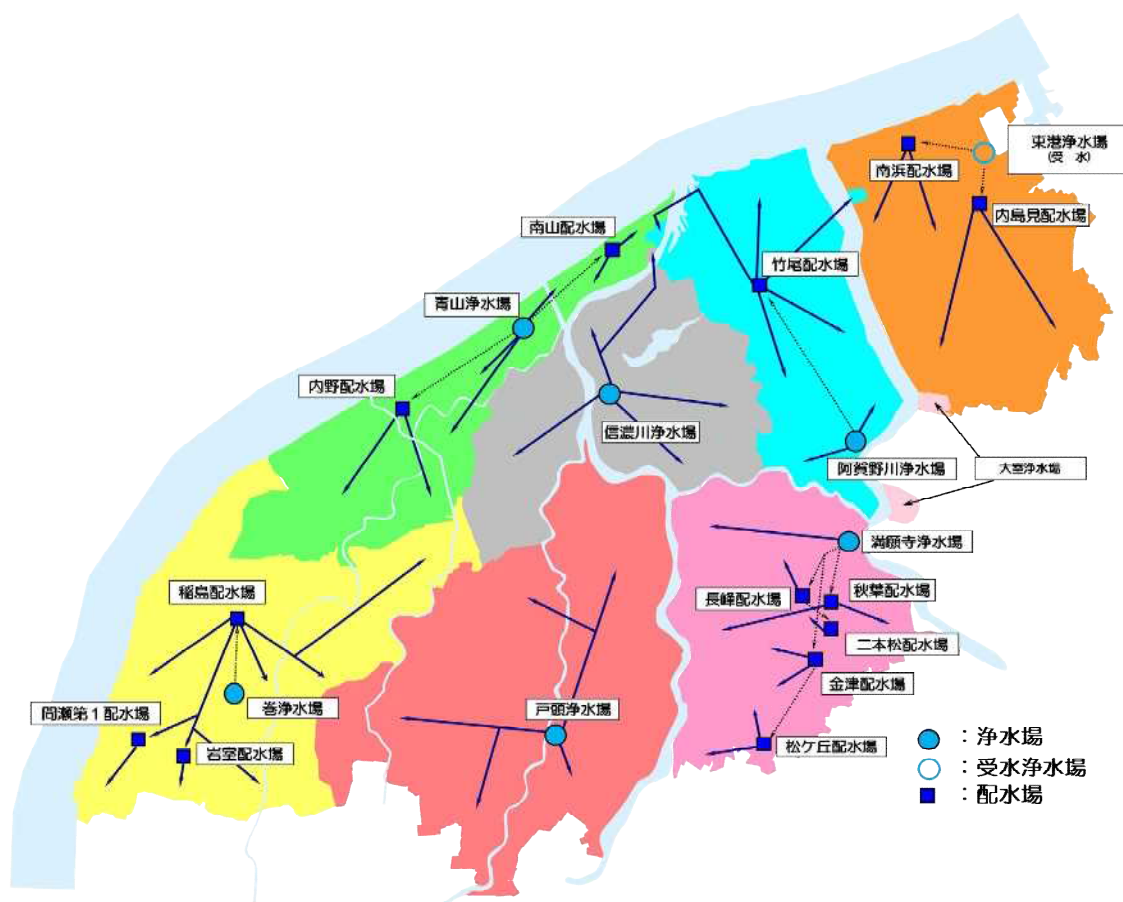 東港浄水場
(受 水)
南浜配水場
内島見配水場
南山配水場
竹尾配水場
青山浄水場
内野配水場
信濃川浄水場
阿賀野川浄水場
大室浄水場
満願寺浄水場
長峰配水場
秋葉配水場
二本松配水場
金津配水場
稲島配水場
巻浄水場
戸頭浄水場
間瀬第1配水場
岩室配水場
松ケ丘配水場
：浄水場
：受水浄水場
：配水場